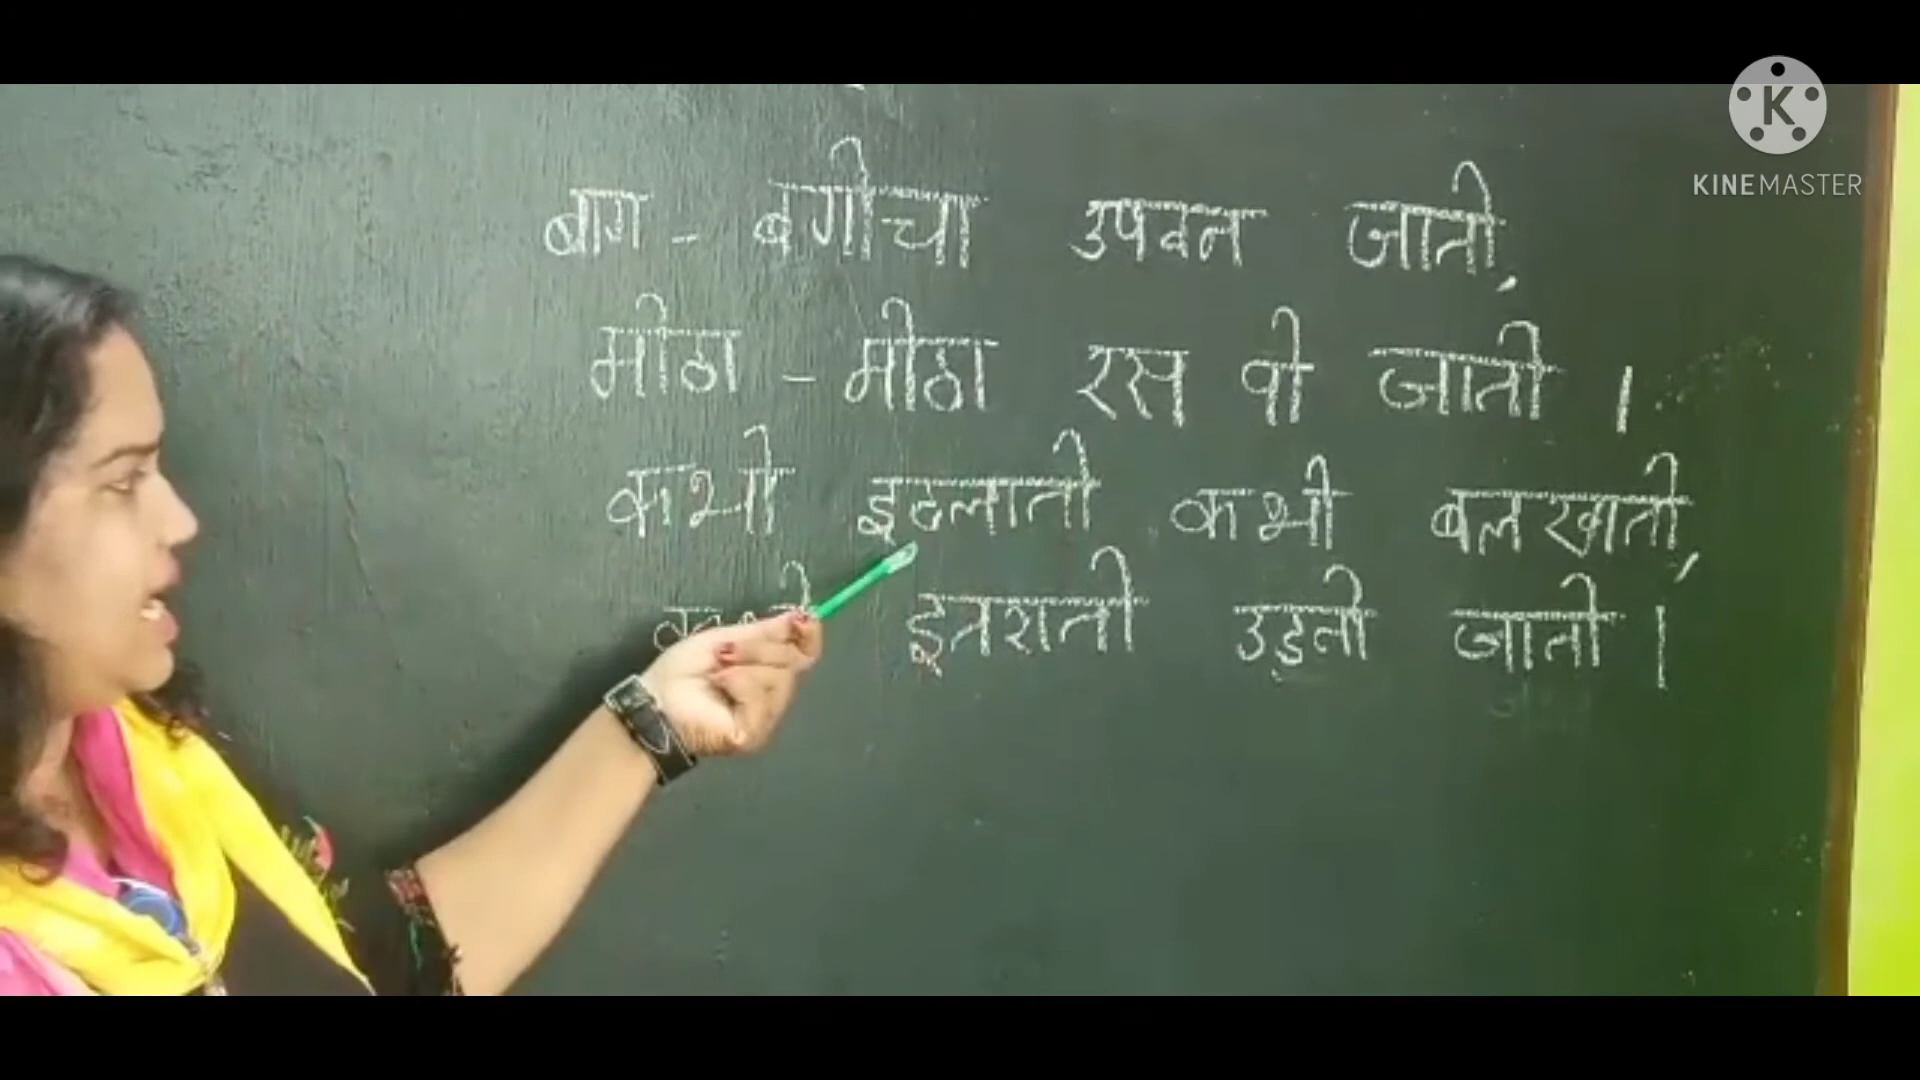 बाग - बगीचा उपवन जाती,
मीठा - मीठा रस पी जाती ।
कभी इठलाती कभी बलखाती,
इतराती उड़ती जाती ।
K
KINEMASTER